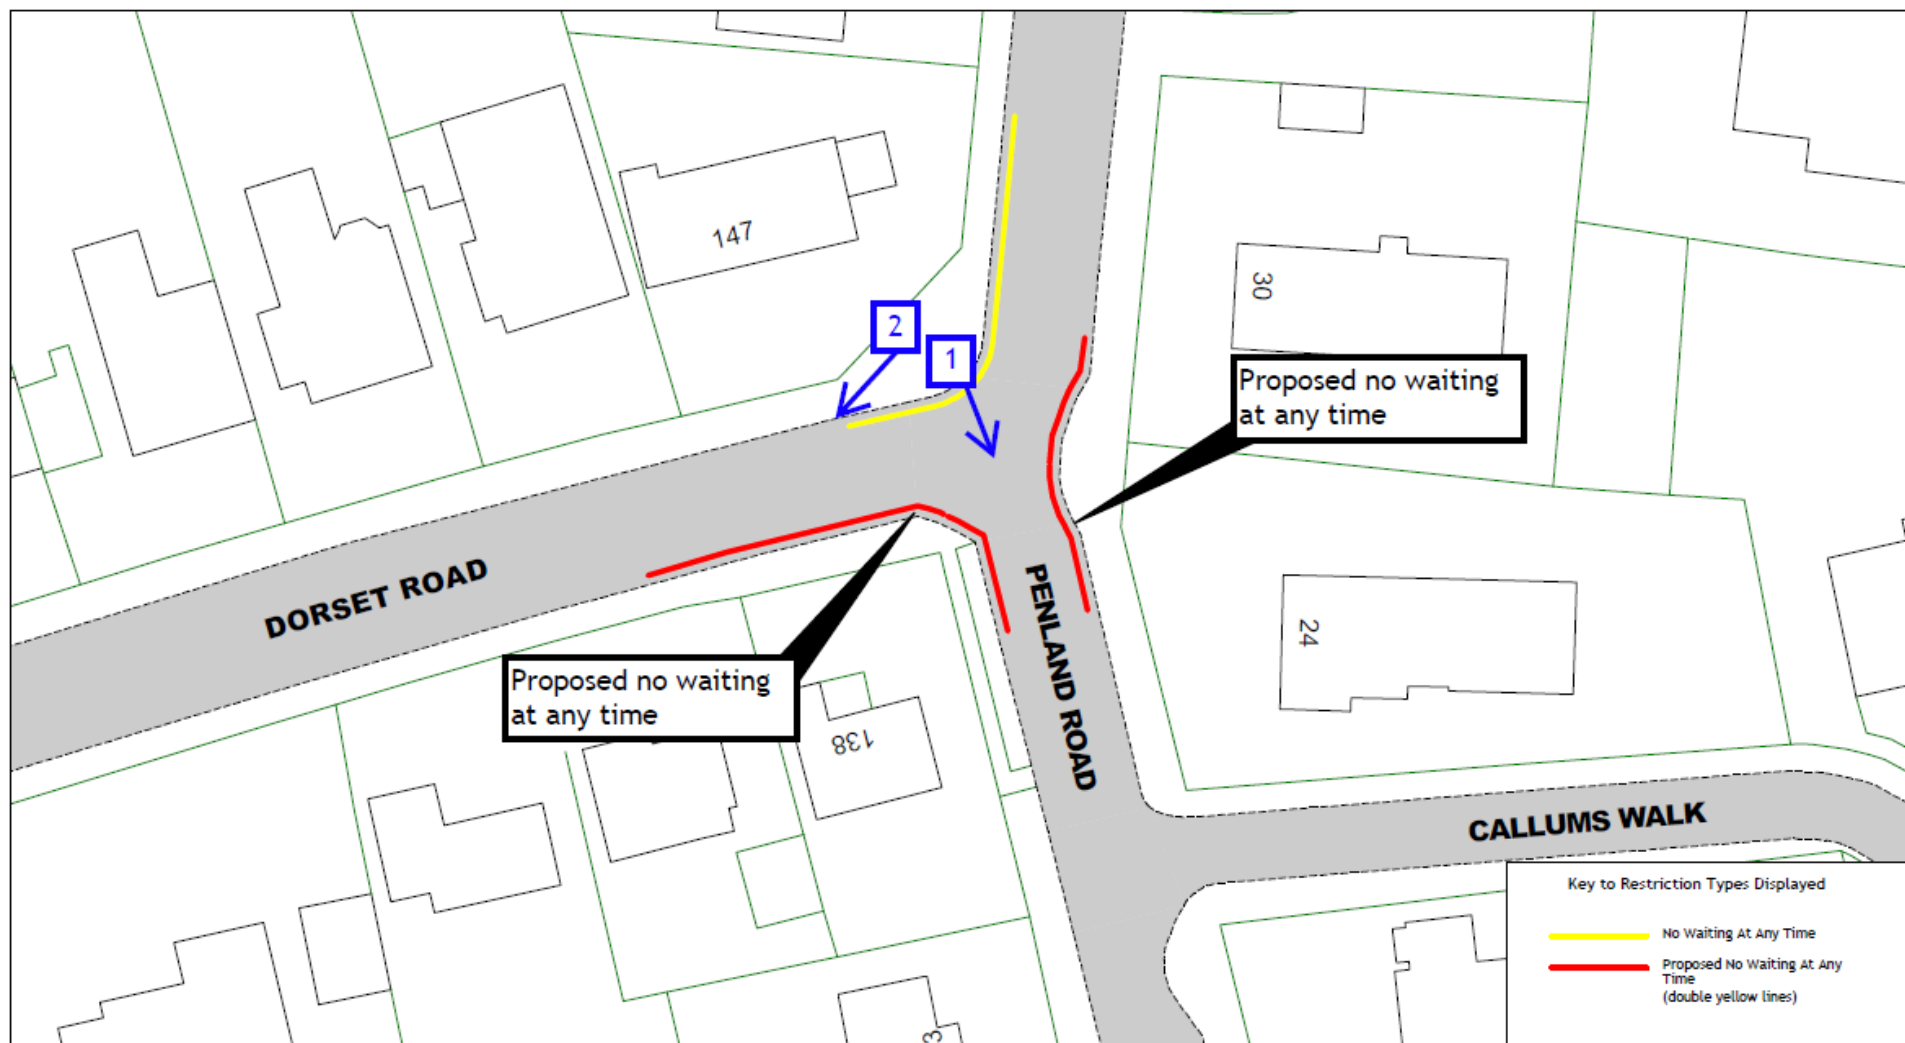 147
30
2
1
Proposed no waiting
at any time
DORSET ROAD
PENLAND ROAD
24
Proposed no waiting
at any time
138
CALLUMS WALK
Key to Restriction Types Displayed
No Waiting At Any Time
Proposed No Waiting At Any
Time
(double yellow lines)